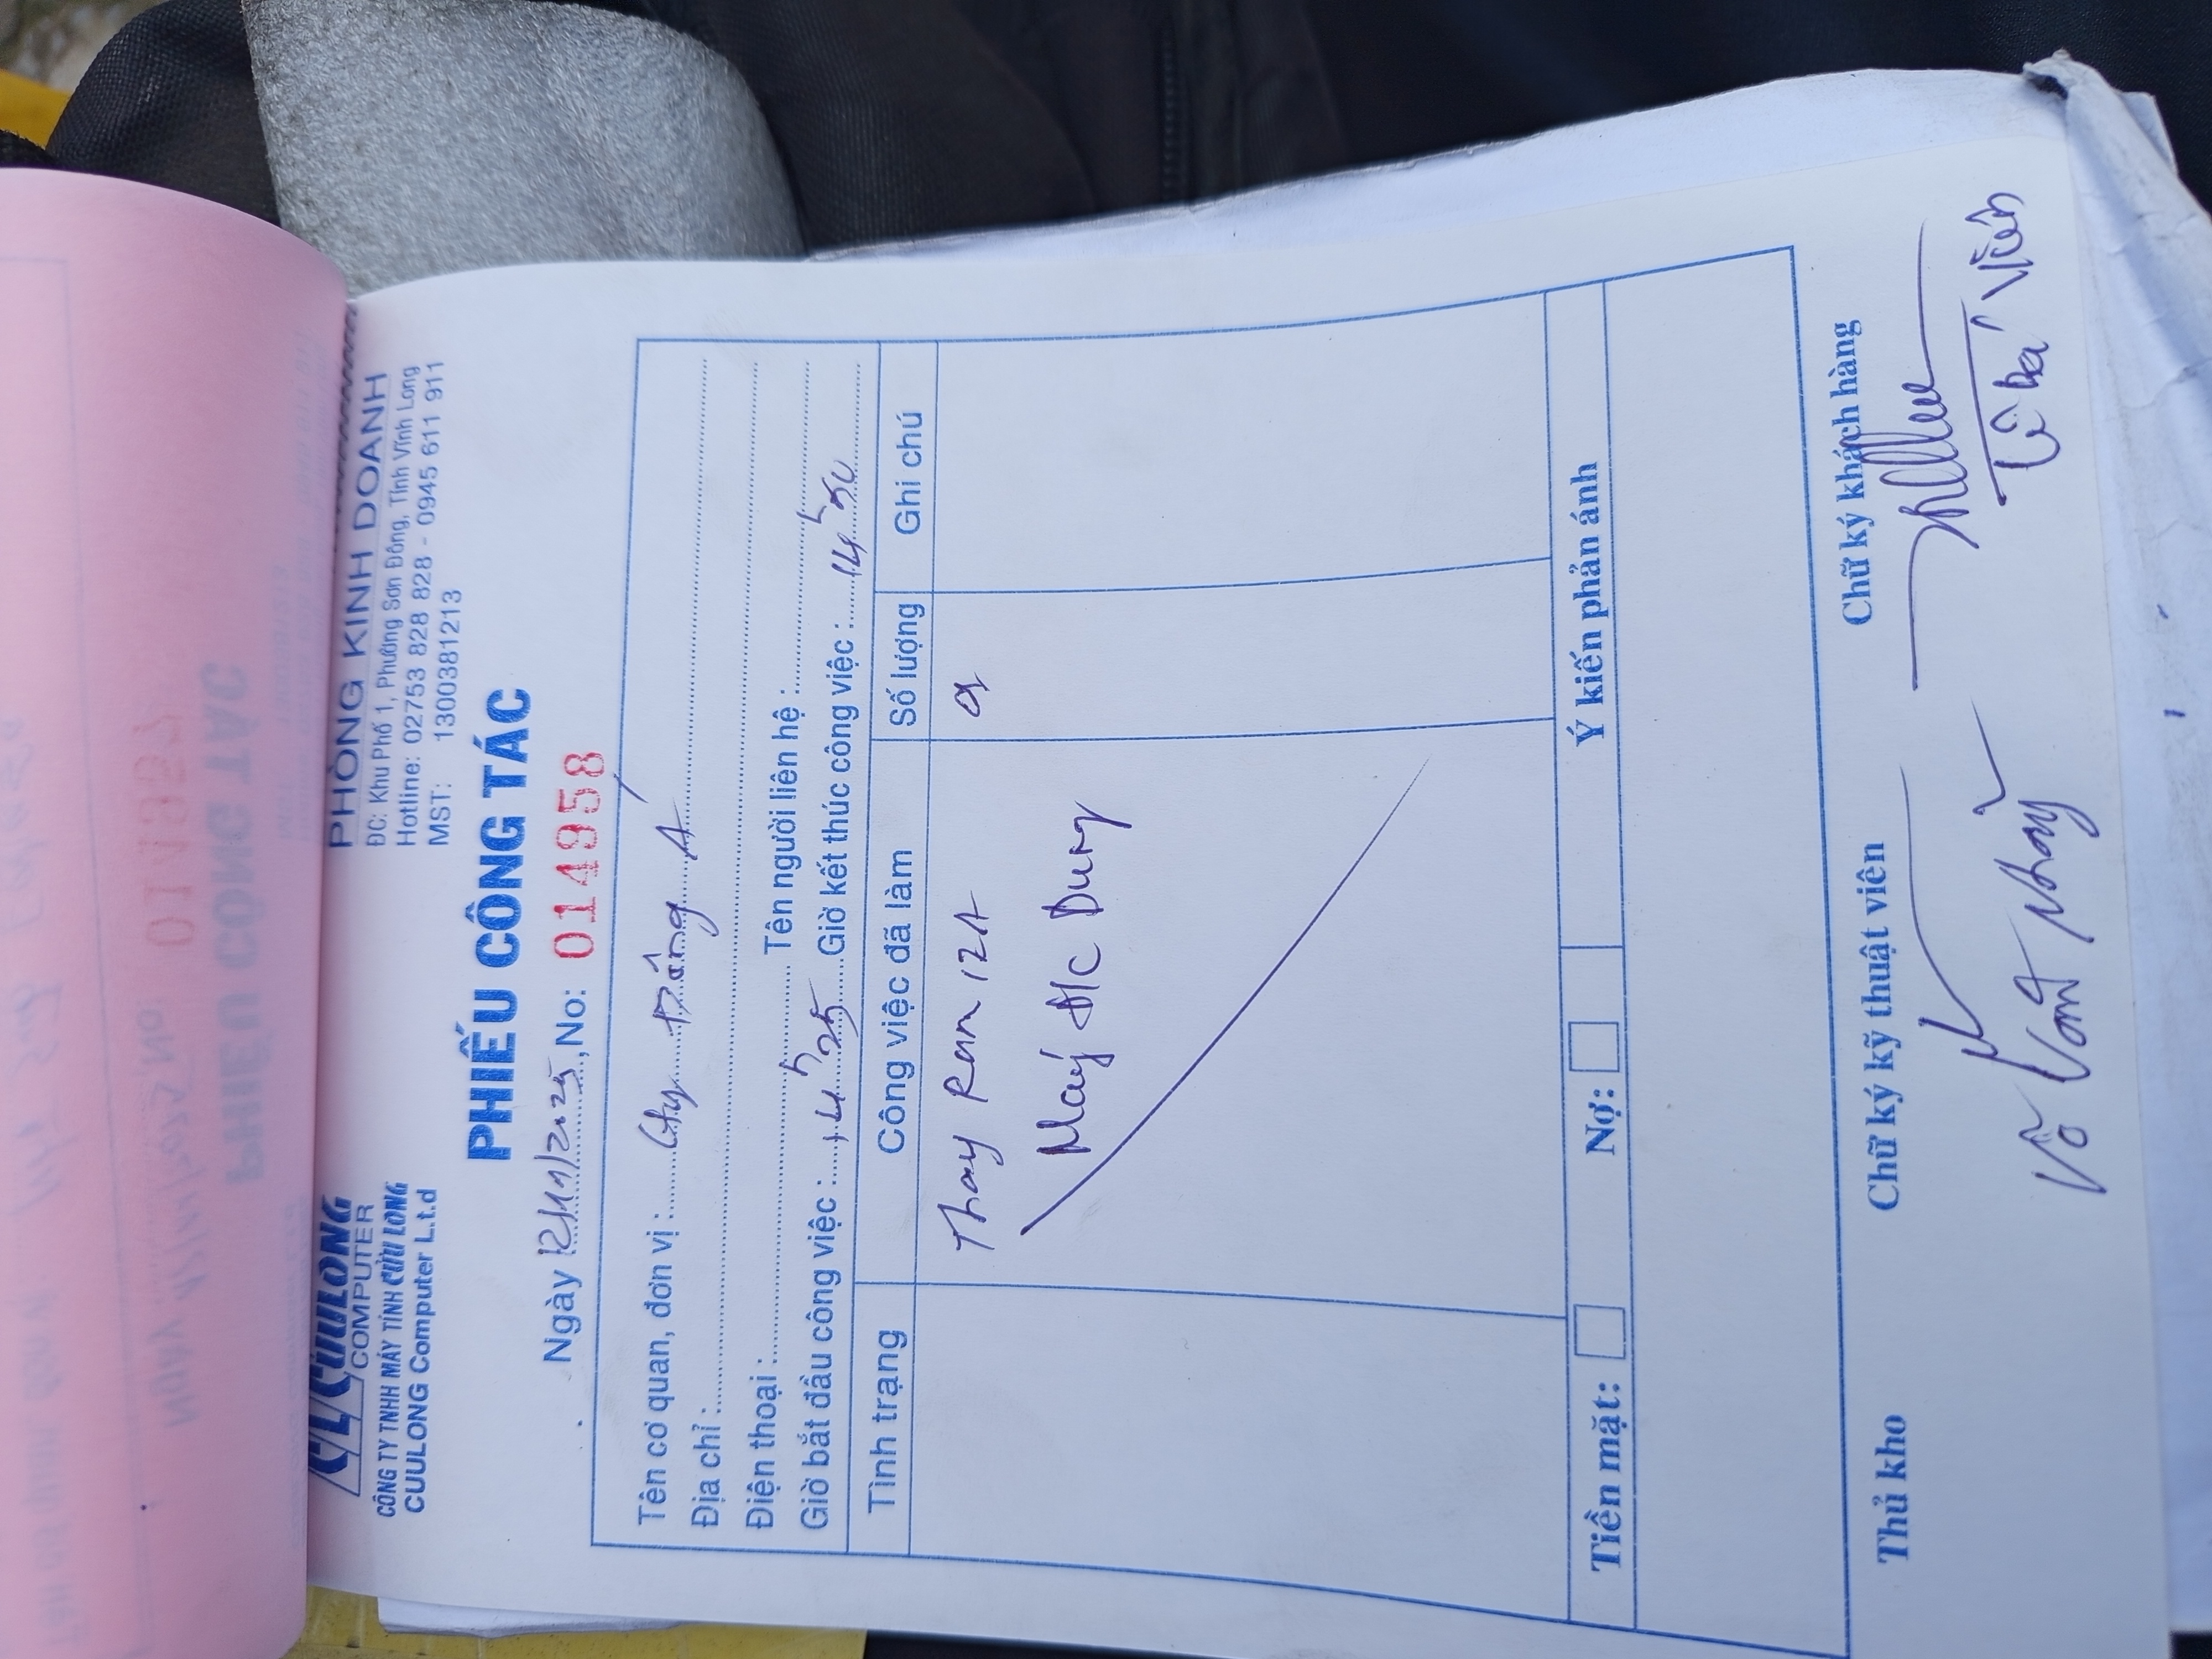 CUULONG
COMPUTER
CÔNG TY TNHH MÁY TÍNH CỬU LONG
CUULONG Computer L.t.d
PHÒNG KINH DOANH
ĐC: Khu Phố 1, Phường Sơn Đông, Tỉnh Vĩnh Long
Hotline: 02753 828 828 - 0945 611 911
MST: 1300381213
PHIẾU CÔNG TÁC
Ngày 12/11/2025, No: 014958
Tên cơ quan, đơn vị: Cty Đông Á
Địa chỉ:
Điện thoại: Tên người liên hệ:
Giờ bắt đầu công việc: 14h25 Giờ kết thúc công việc: 14h50
Tình trạng Công việc đã làm Số lượng Ghi chú
Thay Ram 12A
Máy Dung
Tiền mặt: Nợ: Ý kiến phản ánh
Thủ kho Chữ ký kỹ thuật viên Chữ ký khách hàng
Võ